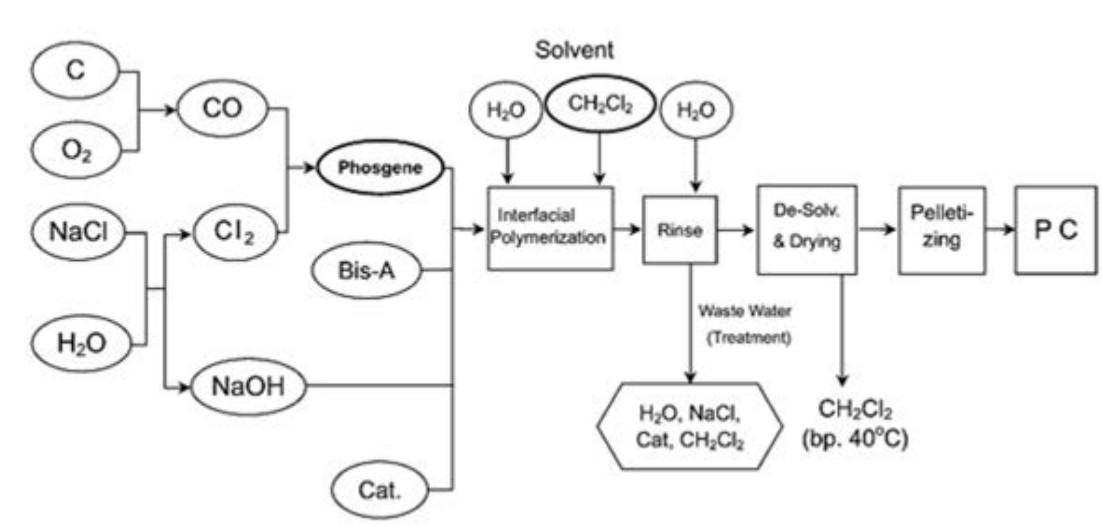 Solvent
C
O₂
CO
NaCl
H₂O
Cl₂
NaOH
Phosgene
Bis-A
Cat.
H₂O
CH₂Cl₂
H₂O
Interfacial
Polymerization
Rinse
De-Solv.
& Drying
Pelleti-
zing
P C
Waste Water
(Treatment)
H₂O, NaCl,
Cat, CH₂Cl₂
CH₂Cl₂
(bp. 40°C)